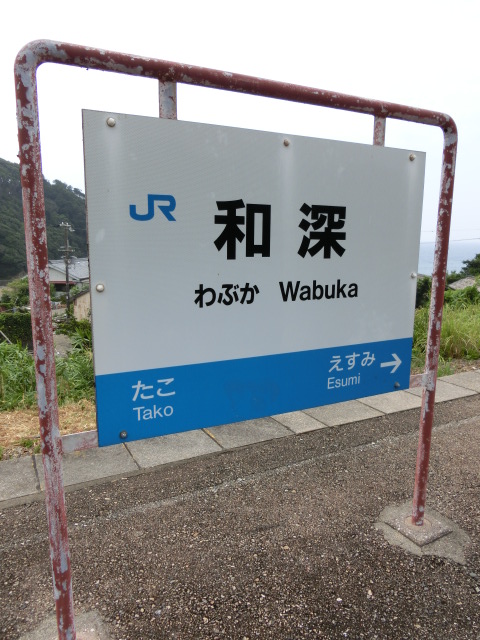 JR 和深
わぶか Wabuka
たこ えすみ →
Tako Esumi